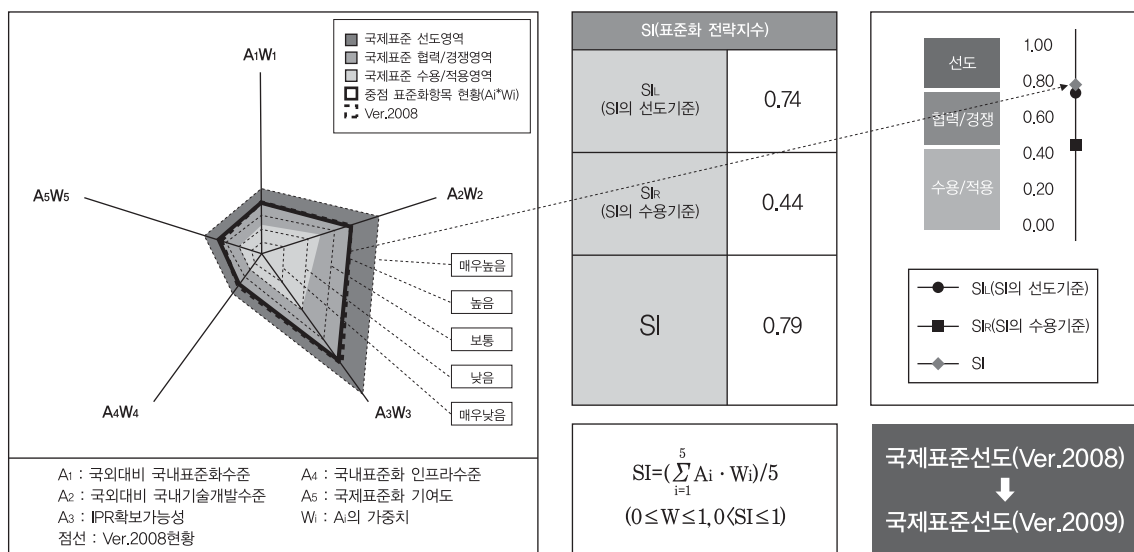 국제표준 선도영역
국제표준 협력/경쟁영역
국제표준 수용/적용영역
중점 표준화항목 현황(Ai*Wi)
Ver.2008
A1W1
A2W2
A3W3
A4W4
A5W5
매우높음
높음
보통
낮음
매우낮음
A1 : 국외대비 국내표준화수준
A2 : 국외대비 국내기술개발수준
A3 : IPR확보가능성
점선 : Ver.2008현황
A4 : 국내표준화 인프라수준
A5 : 국제표준화 기여도
Wi : Ai의 가중치
SI(표준화 전략지수)
SIL
(SI의 선도기준)
0.74
SIR
(SI의 수용기준)
0.44
SI
0.79
SI=(5∑i=1 Ai · Wi)/5
(0≤W≤1, 0<SI≤1)
선도
협력/경쟁
수용/적용
1.00
0.80
0.60
0.40
0.20
0.00
SIL(SI의 선도기준)
SIR(SI의 수용기준)
SI
국제표준선도(Ver.2008)
국제표준선도(Ver.2009)